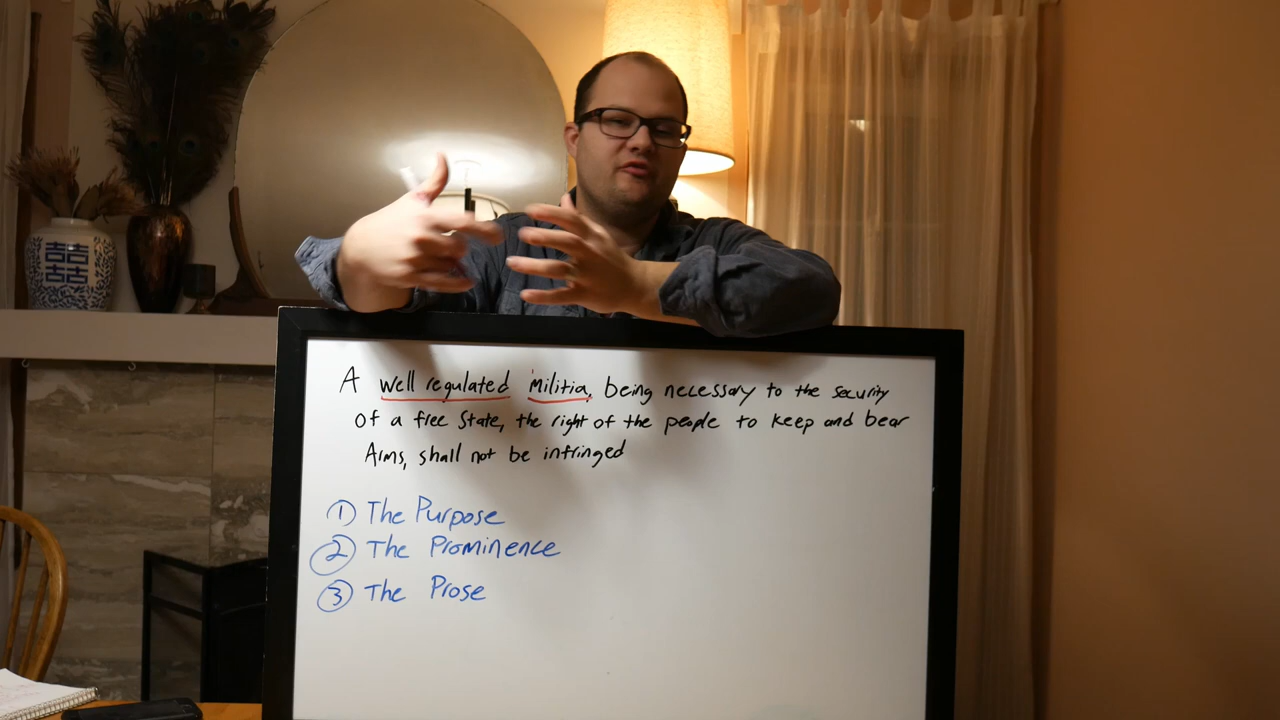 A well regulated militia, being necessary to the security
of a free State, the right of the people to keep and bear
Arms, shall not be infringed
① The Purpose
② The Prominence
③ The Prose
囍